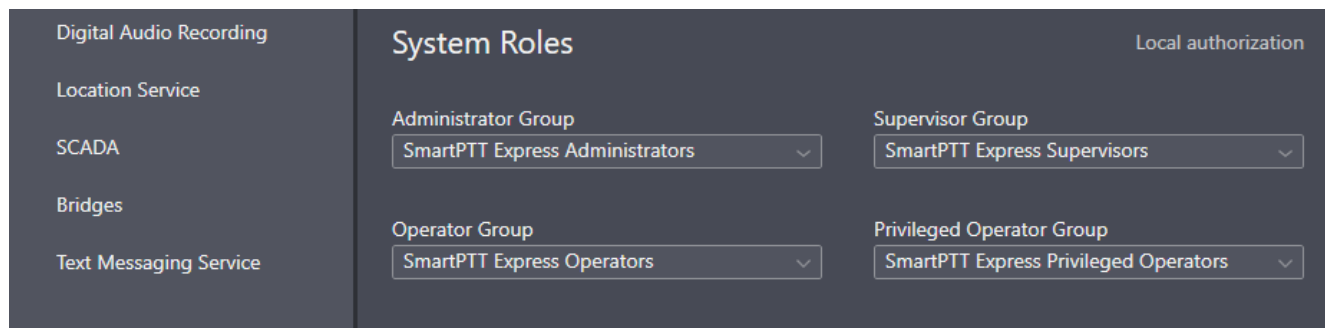 Digital Audio Recording
Location Service
SCADA
Bridges
Text Messaging Service
System Roles
Local authorization
Administrator Group
Supervisor Group
SmartPTT Express Administrators
SmartPTT Express Supervisors
Operator Group
Privileged Operator Group
SmartPTT Express Operators
SmartPTT Express Privileged Operators